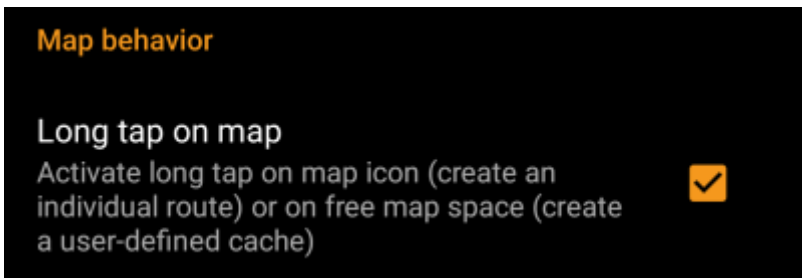 Map behavior
Long tap on map
Activate long tap on map icon (create an
individual route) or on free map space (create
a user-defined cache)